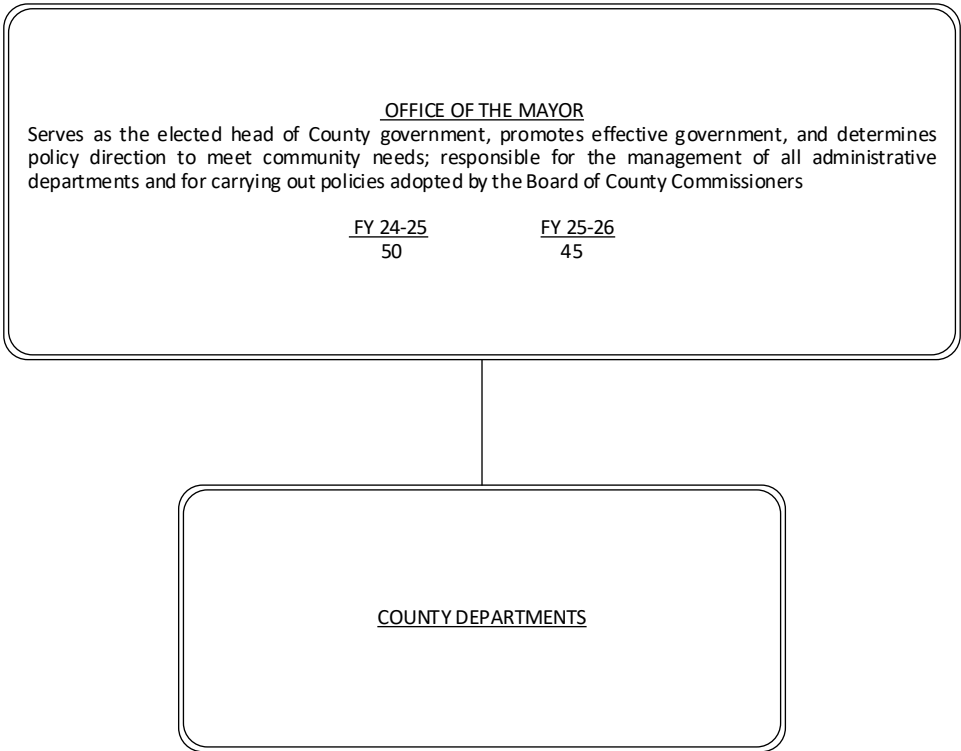 OFFICE OF THE MAYOR
Serves as the elected head of County government, promotes effective government, and determines
policy direction to meet community needs; responsible for the management of all administrative
departments and for carrying out policies adopted by the Board of County Commissioners
FY 24-25 FY 25-26
50 45
COUNTY DEPARTMENTS